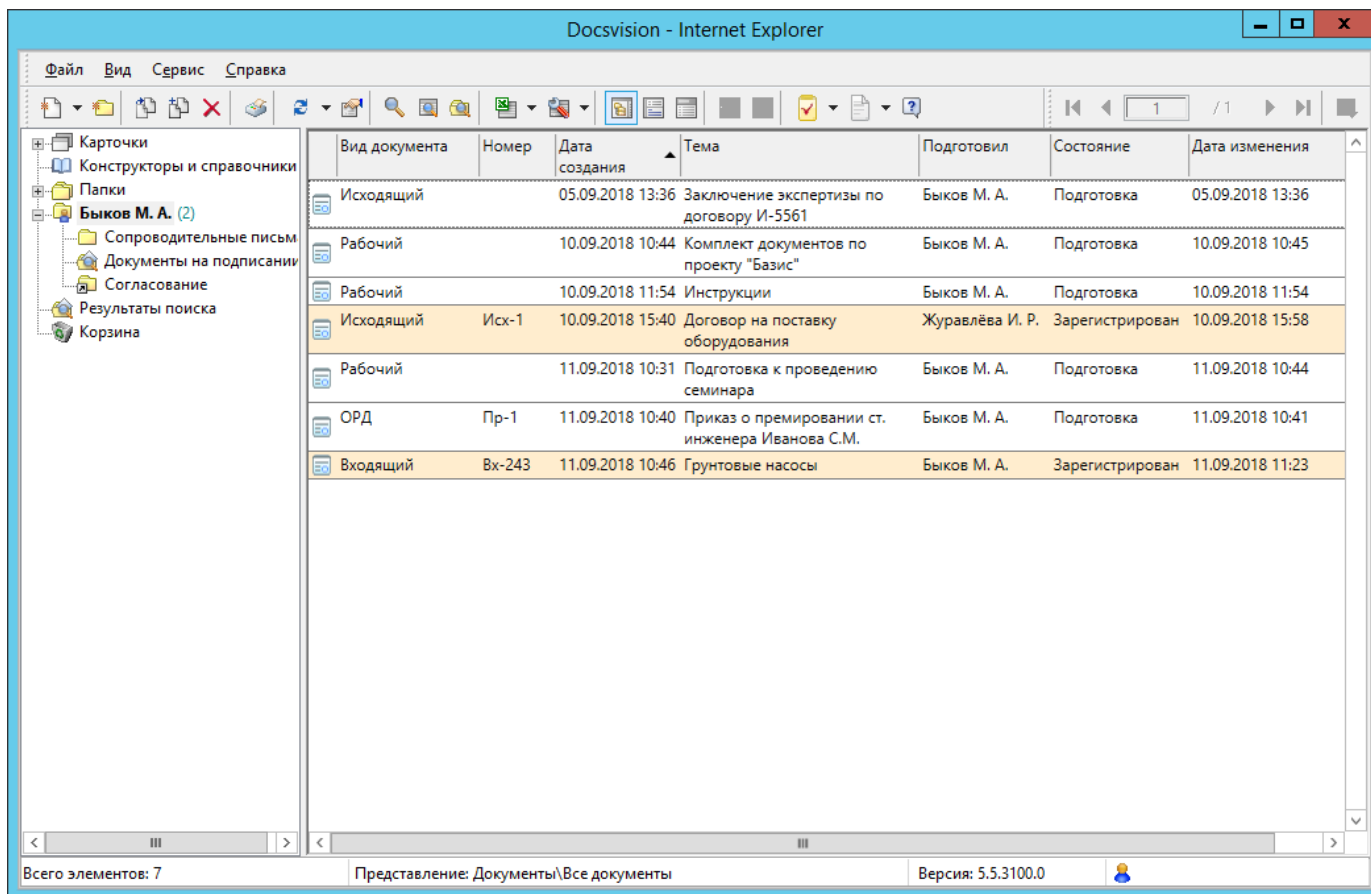 Docsvision - Internet Explorer
Файл Вид Сервис Справка
1 / 1
Карточки
Конструкторы и справочники
Папки
Быков М. А. (2)
Сопроводительные письм
Документы на подписании
Согласование
Результаты поиска
Корзина
Вид документа Номер Дата создания Тема Подготовил Состояние Дата изменения
Исходящий 05.09.2018 13:36 Заключение экспертизы по Быков М. А. Подготовка 05.09.2018 13:36
договору И-5561
Рабочий 10.09.2018 10:44 Комплект документов по Быков М. А. Подготовка 10.09.2018 10:45
проекту "Базис"
Рабочий 10.09.2018 11:54 Инструкции Быков М. А. Подготовка 10.09.2018 11:54
Исходящий Исх-1 10.09.2018 15:40 Договор на поставку Журавлёва И. Р. Зарегистрирован 10.09.2018 15:58
оборудования
Рабочий 11.09.2018 10:31 Подготовка к проведению Быков М. А. Подготовка 11.09.2018 10:44
семинара
ОРД Пр-1 11.09.2018 10:40 Приказ о премировании ст. Быков М. А. Подготовка 11.09.2018 10:41
инженера Иванова С.М.
Входящий Вх-243 11.09.2018 10:46 Грунтовые насосы Быков М. А. Зарегистрирован 11.09.2018 11:23
Всего элементов: 7 Представление: Документы\Все документы Версия: 5.5.3100.0